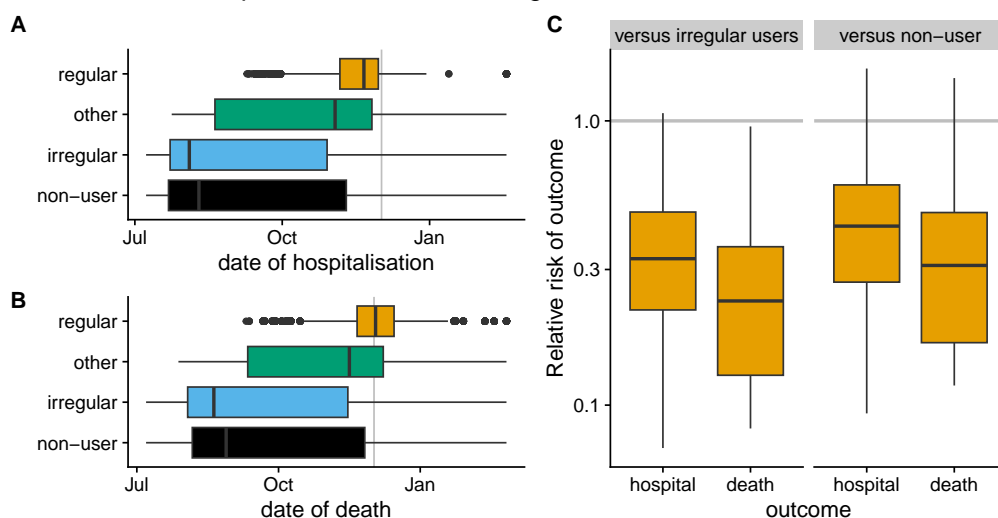 A
regular
other
irregular
non−user
Jul
Oct
Jan
date of hospitalisation
B
regular
other
irregular
non−user
Jul
Oct
Jan
date of death
C
versus irregular users
versus non−user
Relative risk of outcome
1.0
0.3
0.1
hospital
death
hospital
death
outcome